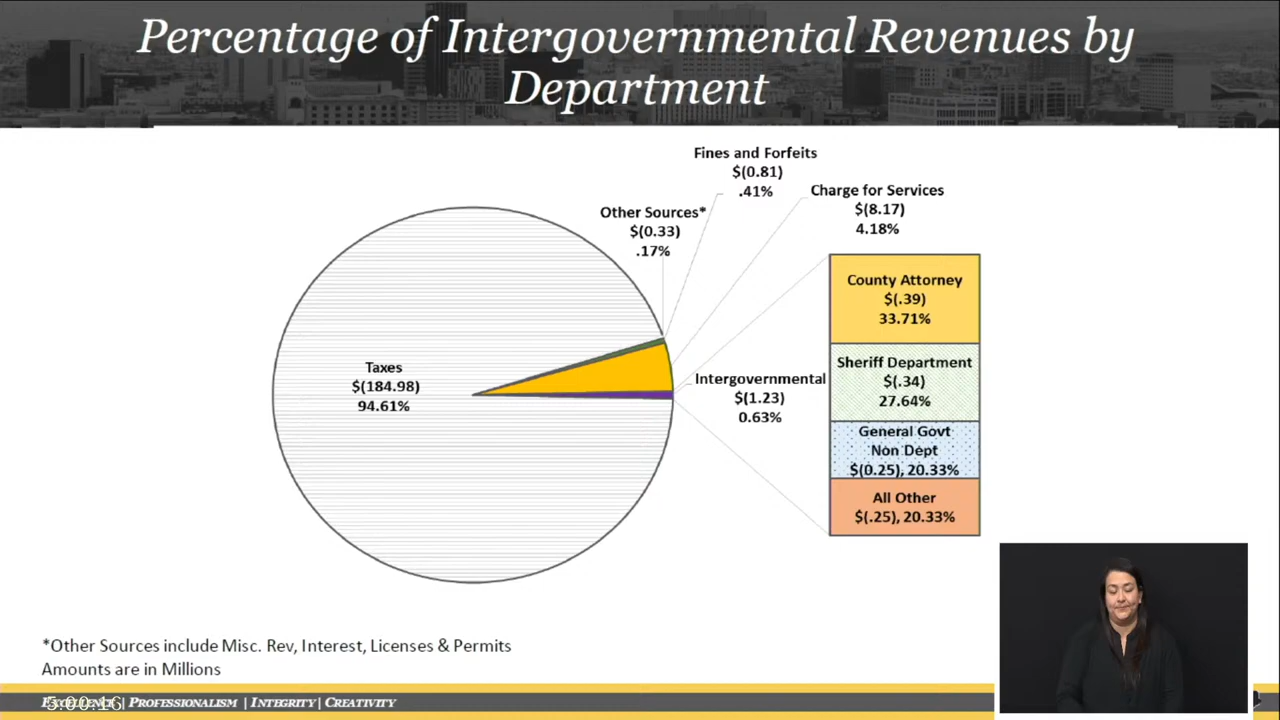 Percentage of Intergovernmental Revenues by
Department
Fines and Forfeits
$(0.81)
.41%
Charge for Services
$(8.17)
4.18%
Other Sources*
$(0.33)
.17%
Taxes
$(184.98)
94.61%
Intergovernmental
$(1.23)
0.63%
County Attorney
$(.39)
33.71%
Sheriff Department
$(.34)
27.64%
General Govt
Non Dept
$(0.25), 20.33%
All Other
$(.25), 20.33%
*Other Sources include Misc. Rev, Interest, Licenses & Permits
Amounts are in Millions
5:00:16
| PROFESSIONALISM | INTEGRITY | CREATIVITY